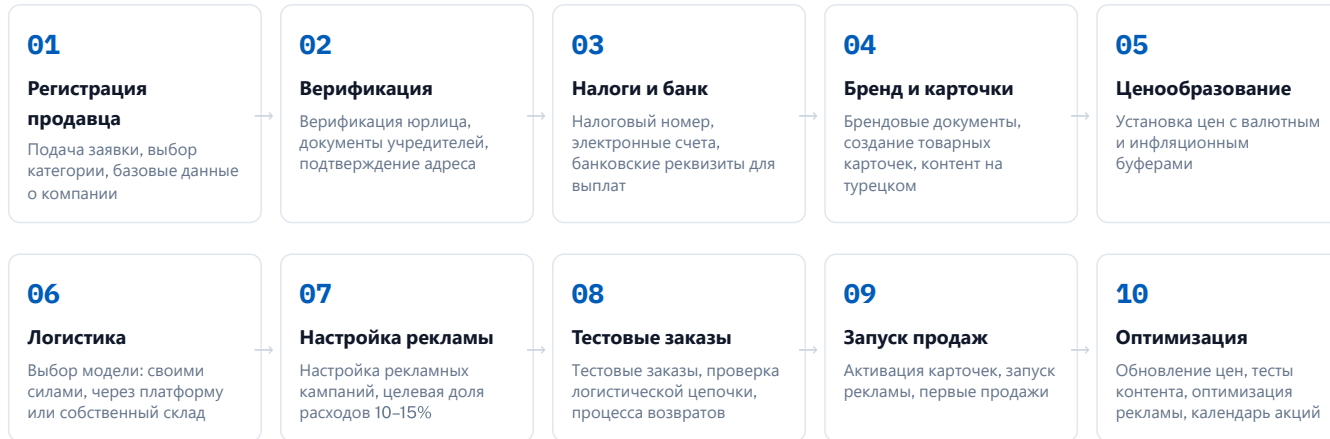 01
Регистрация
продавца
Подача заявки, выбор
категории, базовые данные
о компании
02
Верификация
Верификация юрлица,
документы учредителей,
подтверждение адреса
03
Налоги и банк
Налоговый номер,
электронные счета,
банковские реквизиты для
выплат
04
Бренд и карточки
Брендовые документы,
создание товарных
карточек, контент на
турецком
05
Ценообразование
Установка цен с валютным
и инфляционным
буферами
06
Логистика
Выбор модели: своими
силами, через платформу
или собственный склад
07
Настройка рекламы
Настройка рекламных
кампаний, целевая доля
расходов 10–15%
08
Тестовые заказы
Тестовые заказы, проверка
логистической цепочки,
процесса возвратов
09
Запуск продаж
Активация карточек, запуск
рекламы, первые продажи
10
Оптимизация
Обновление цен, тесты
контента, оптимизация
рекламы, календарь акций